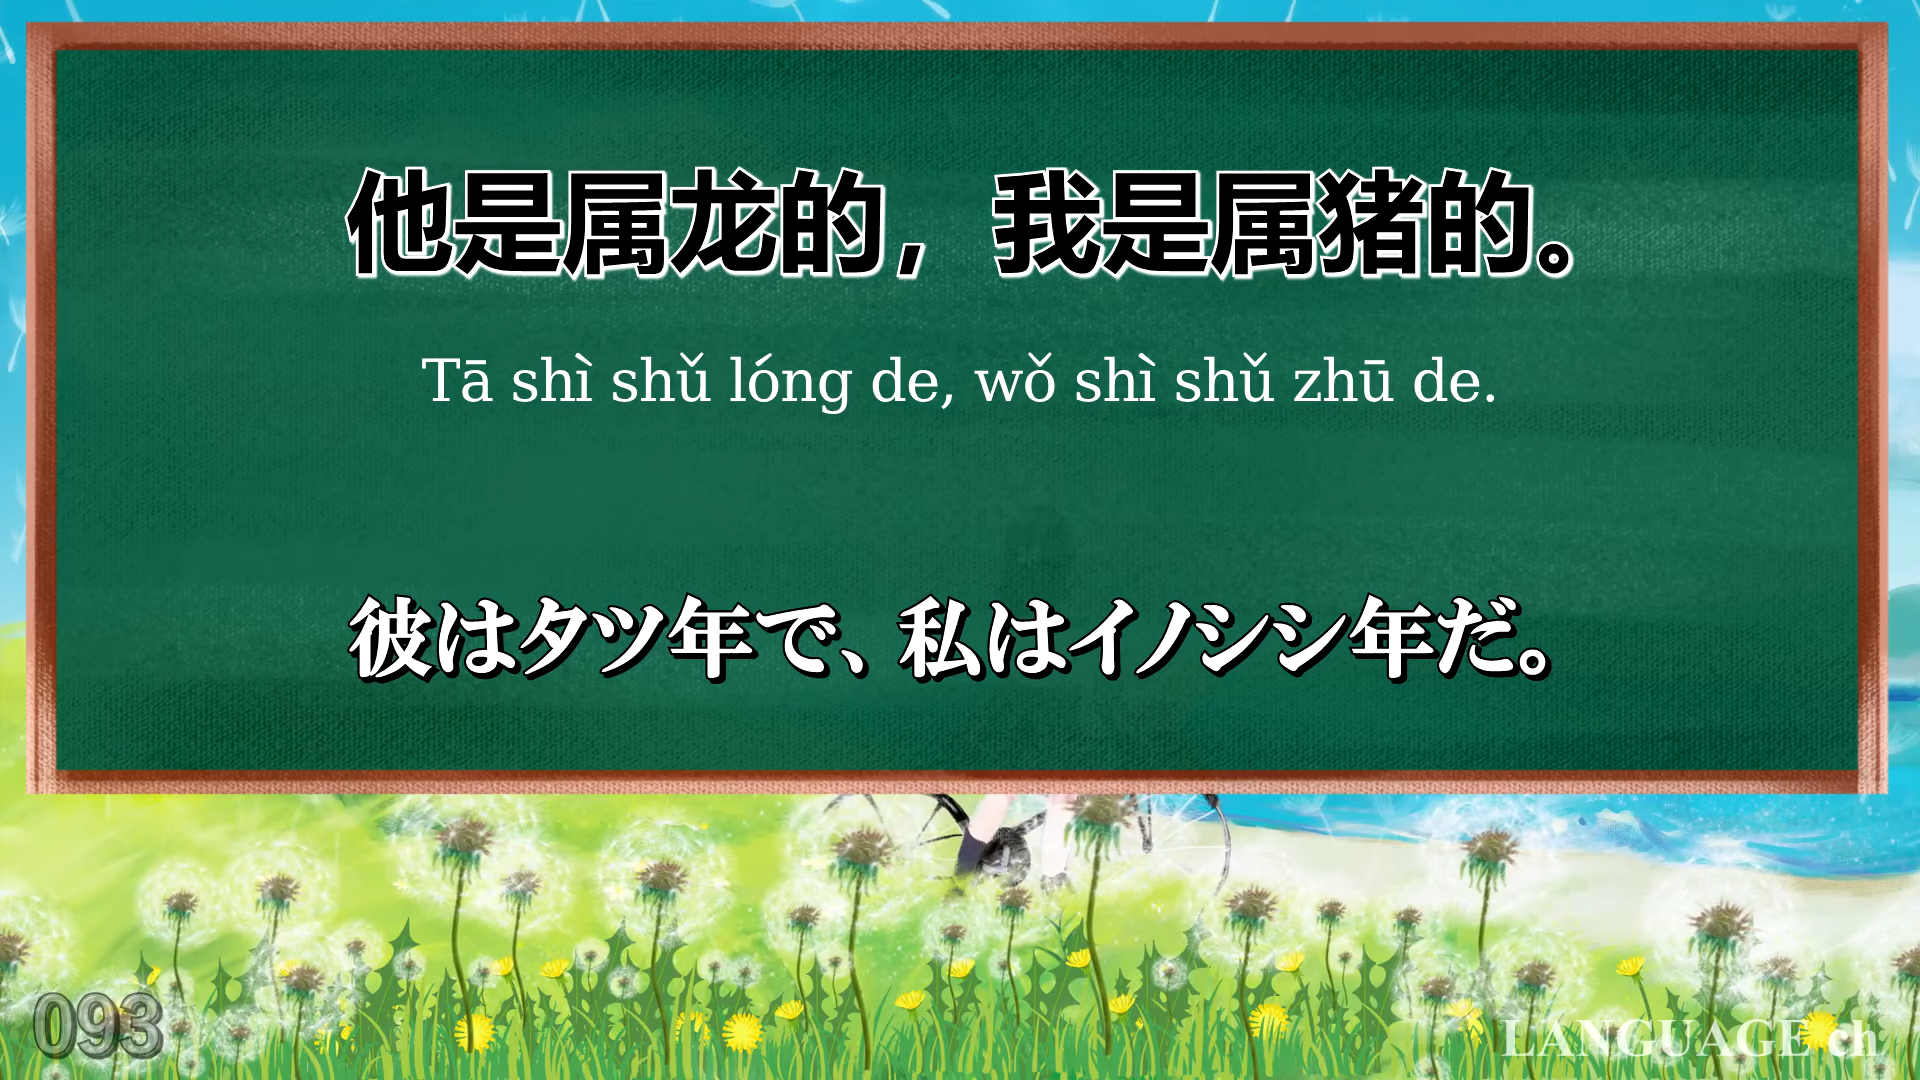 他是属龙的，我是属猪的。
Tā shì shǔ lóng de, wǒ shì shǔ zhū de.
彼はタツ年で、私はイノシシ年だ。
093
LANGUAGE ch